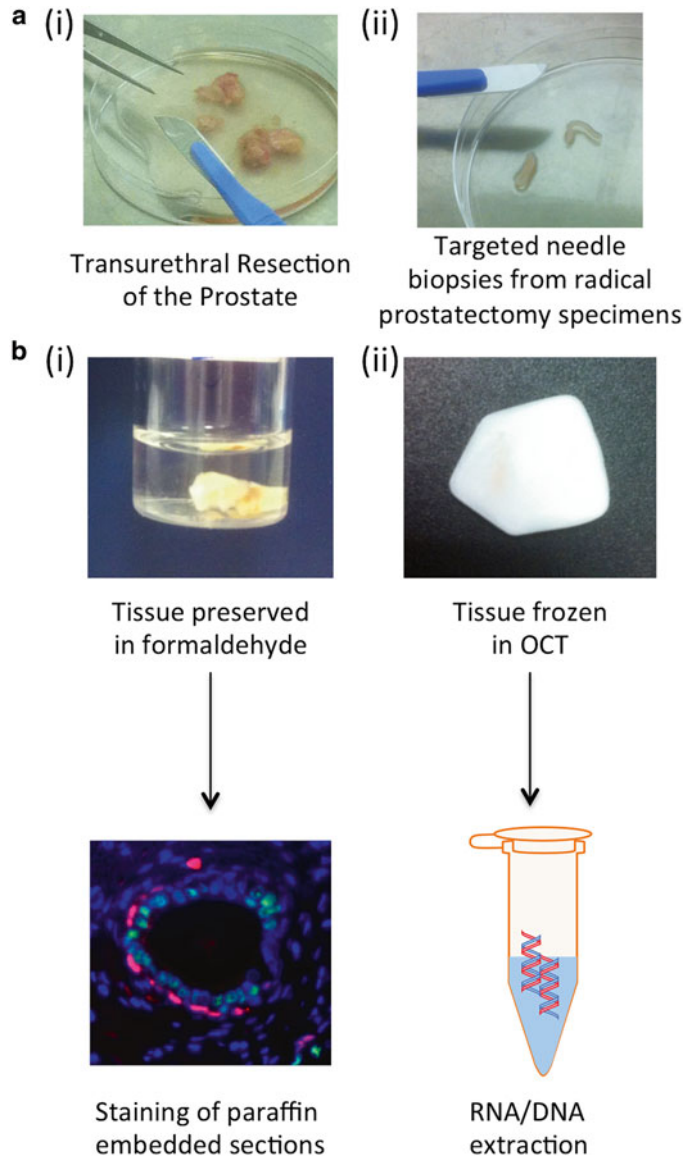 a (i)
(ii)
Transurethral Resection
of the Prostate
Targeted needle
biopsies from radical
prostatectomy specimens
b (i)
(ii)
Tissue preserved
in formaldehyde
Tissue frozen
in OCT
Staining of paraffin
embedded sections
RNA/DNA
extraction